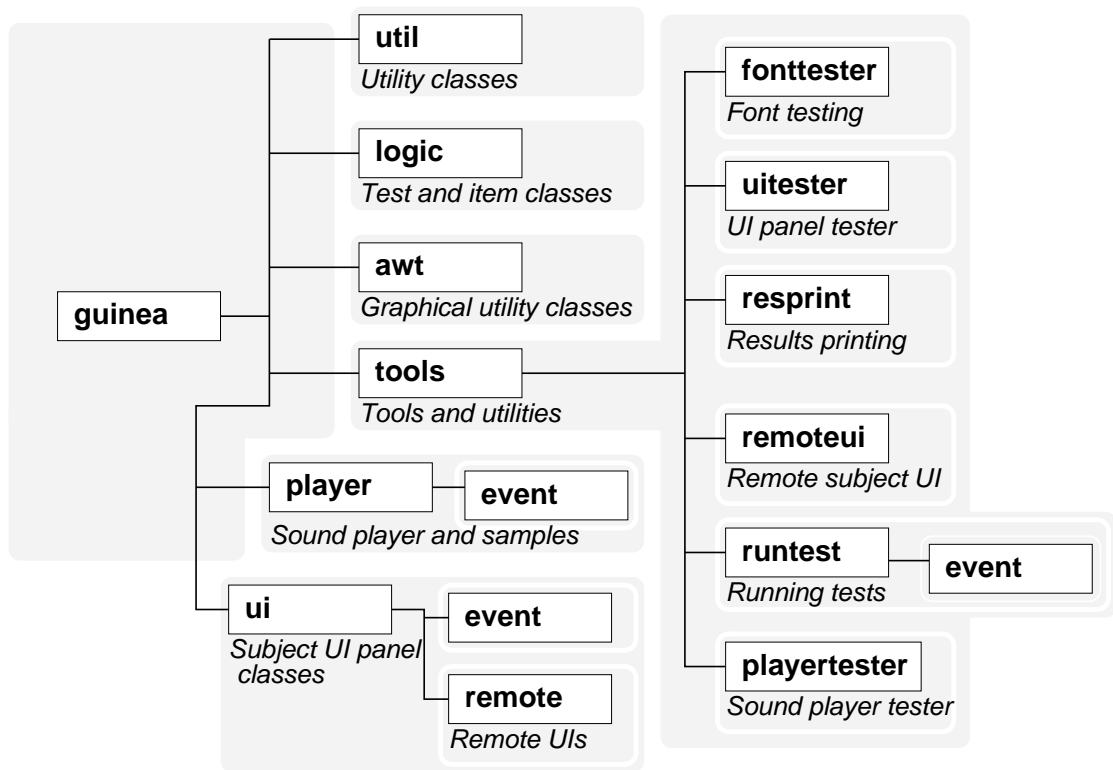 guinea
util
Utility classes
logic
Test and item classes
awt
Graphical utility classes
tools
Tools and utilities
player
Sound player and samples
event
ui
Subject UI panel
classes
event
remote
Remote UIs
fonttester
Font testing
uitester
UI panel tester
resprint
Results printing
remoteui
Remote subject UI
runtest
Running tests
event
playertester
Sound player tester